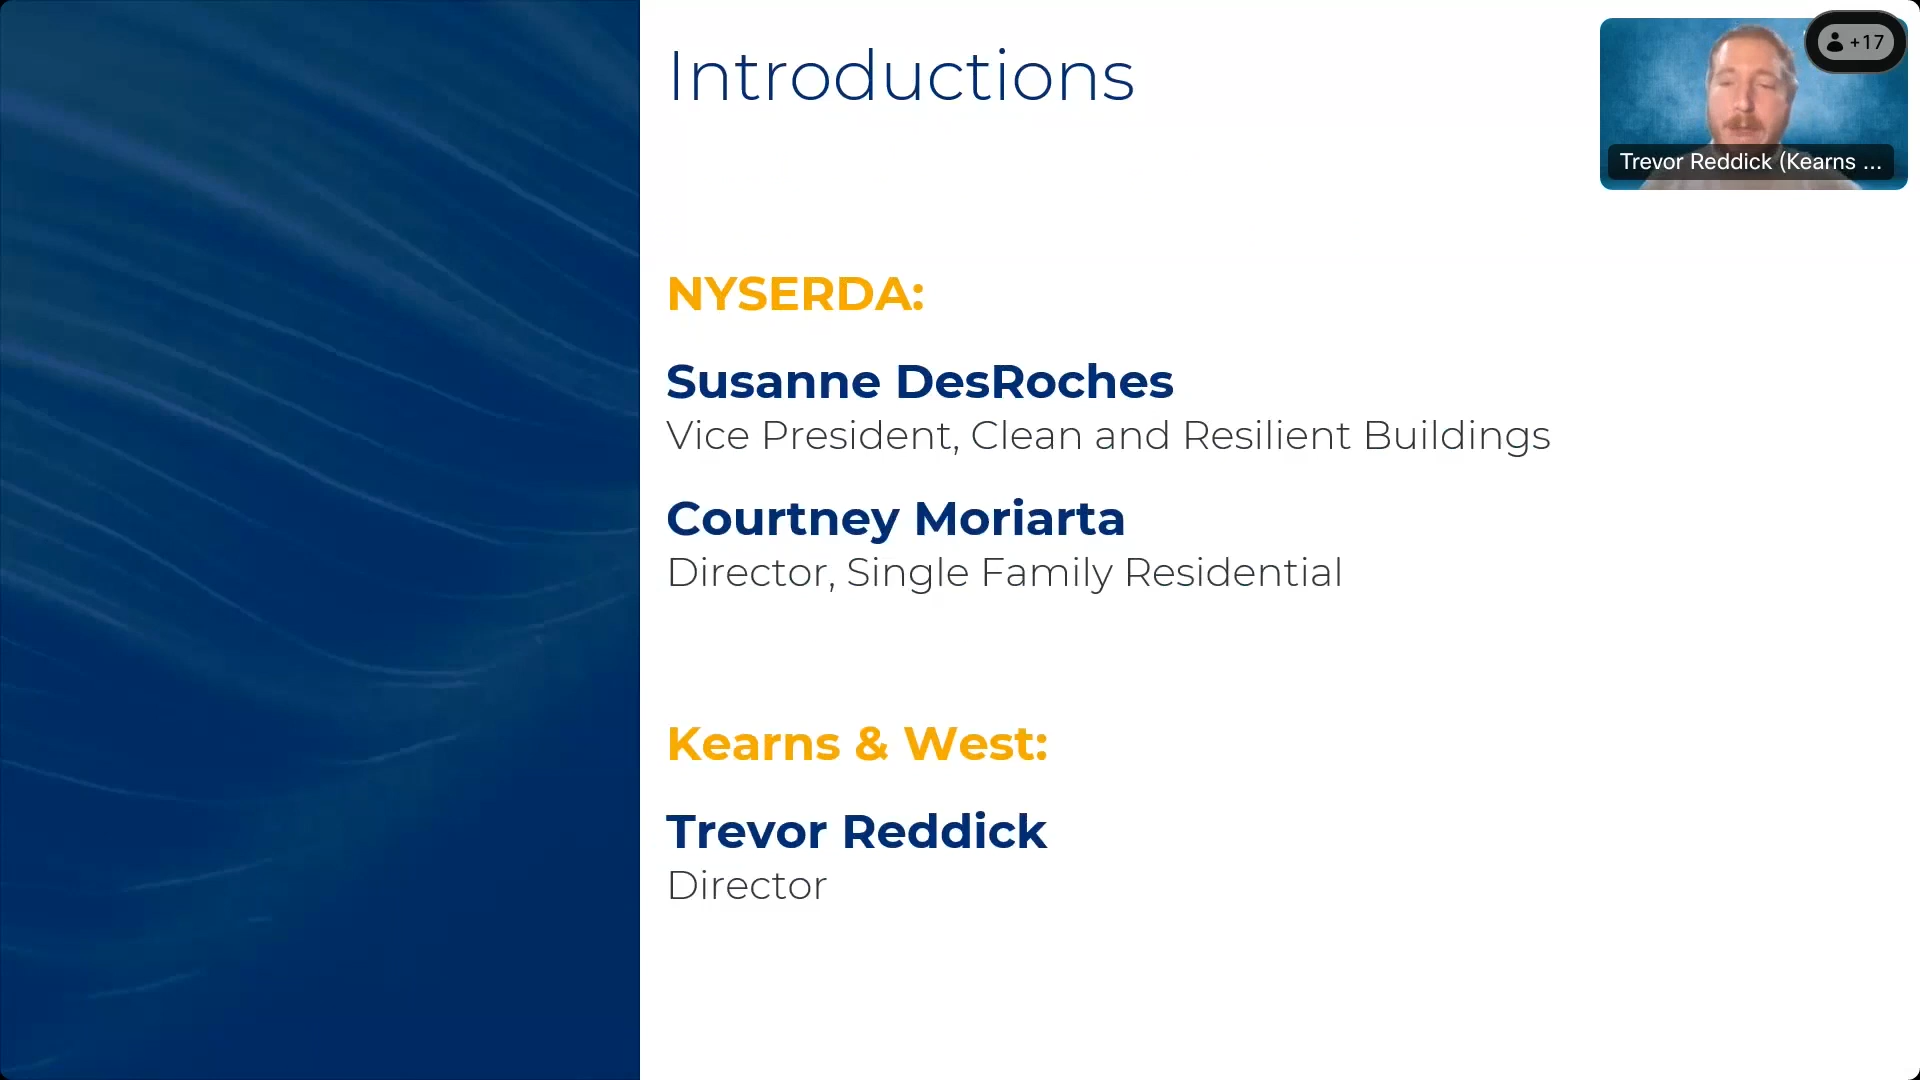 Introductions
+17
Trevor Reddick (Kearns ...
NYSERDA:
Susanne DesRoches
Vice President, Clean and Resilient Buildings
Courtney Moriarta
Director, Single Family Residential
Kearns & West:
Trevor Reddick
Director